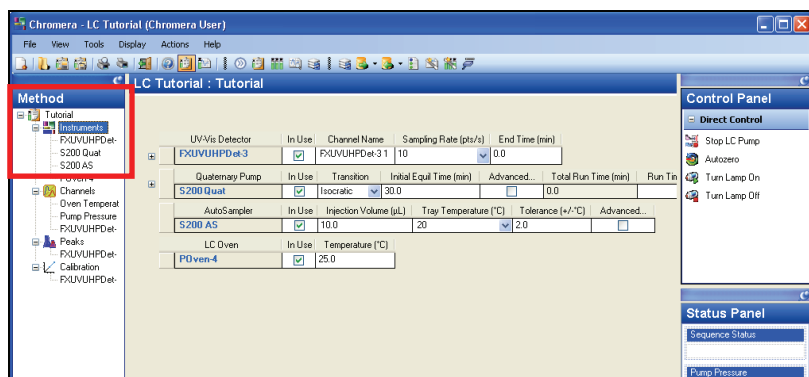 Chromera - LC Tutorial (Chromera User)
File View Tools Display Actions Help
Method
Tutorial
Instruments
FXUVUHPDet-
S200 Quat
S200 AS
POven-4
Channels
Oven Temperat
Pump Pressure
FXUVUHPDet-
Peaks
FXUVUHPDet-
Calibration
FXUVUHPDet-
LC Tutorial : Tutorial
UV-Vis Detector In Use Channel Name Sampling Rate (pts/s) End Time (min)
FXUVUHPDet-3 FXUVUHPDet-3 1 10 0.0
Quaternary Pump In Use Transition Initial Equil Time (min) Advanced... Total Run Time (min) Run Tin
S200 Quat Isocratic 30.0 0.0
AutoSampler In Use Injection Volume (µL) Tray Temperature (°C) Tolerance (+/-°C) Advanced...
S200 AS 10.0 20 2.0
LC Oven In Use Temperature (°C)
POven-4 25.0
Control Panel
Direct Control
Stop LC Pump
Autozero
Turn Lamp On
Turn Lamp Off
Status Panel
Sequence Status
Pump Pressure